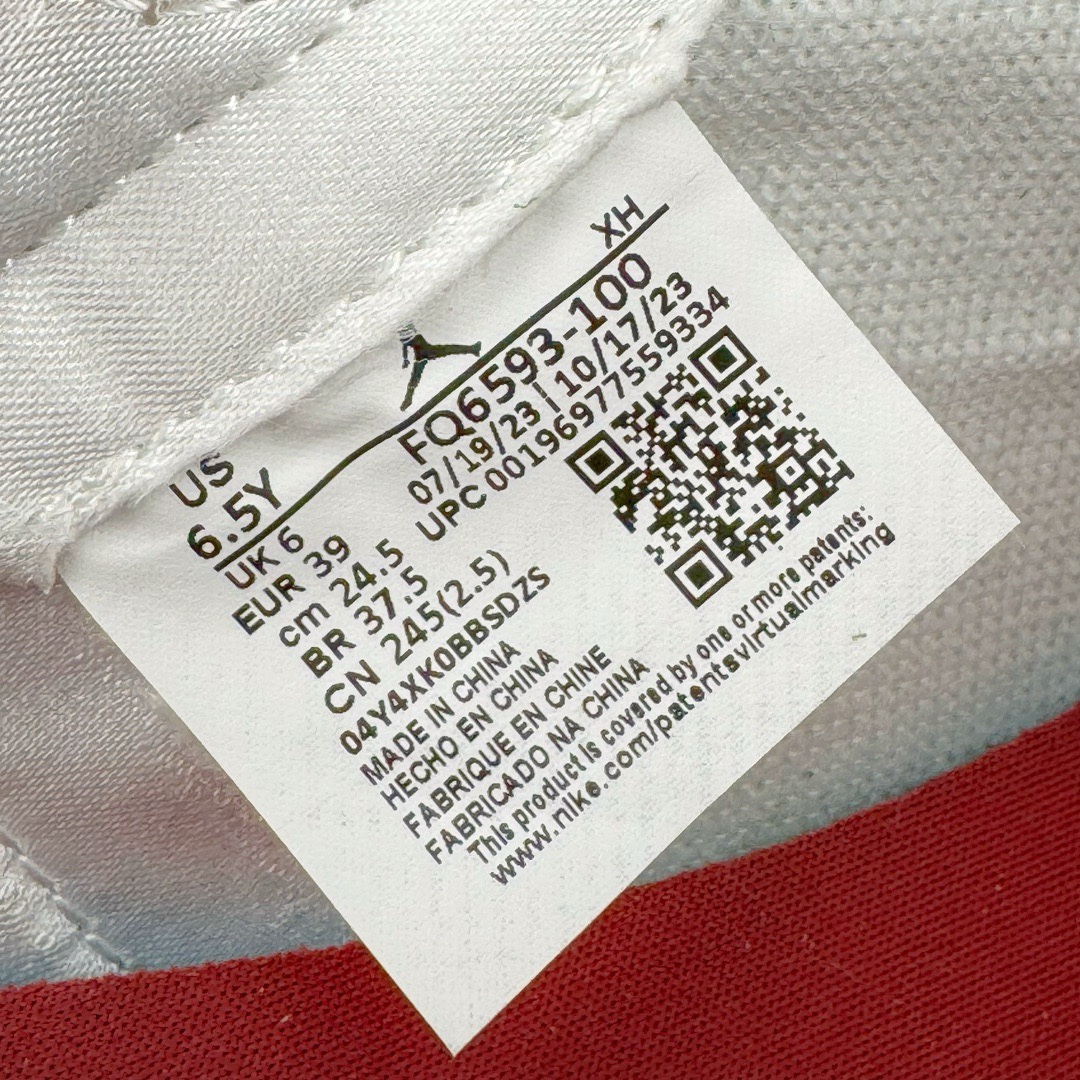 XH
US
6.5Y
FQ6593-100
07/19/23 | 10/17/23
UPC 00196977559334
UK 6
EUR 39
cm 24.5
BR 37.5
CN 245(2.5)
04Y4XK0BBSDZS
MADE IN CHINA
HECHO EN CHINA
FABRIQUE EN CHINE
FABRICADO NA CHINA
This product is covered by one or more patents:
www.nike.com/patentsvirtualmarking